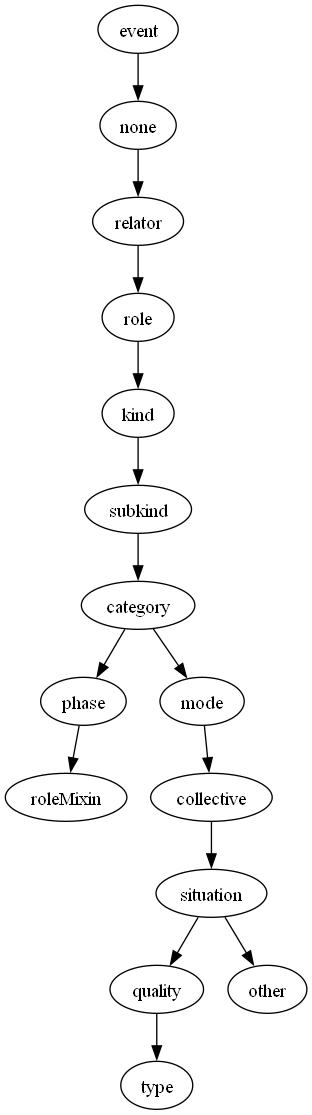 event
none
relator
role
kind
subkind
category
phase
mode
roleMixin
collective
situation
quality
other
type